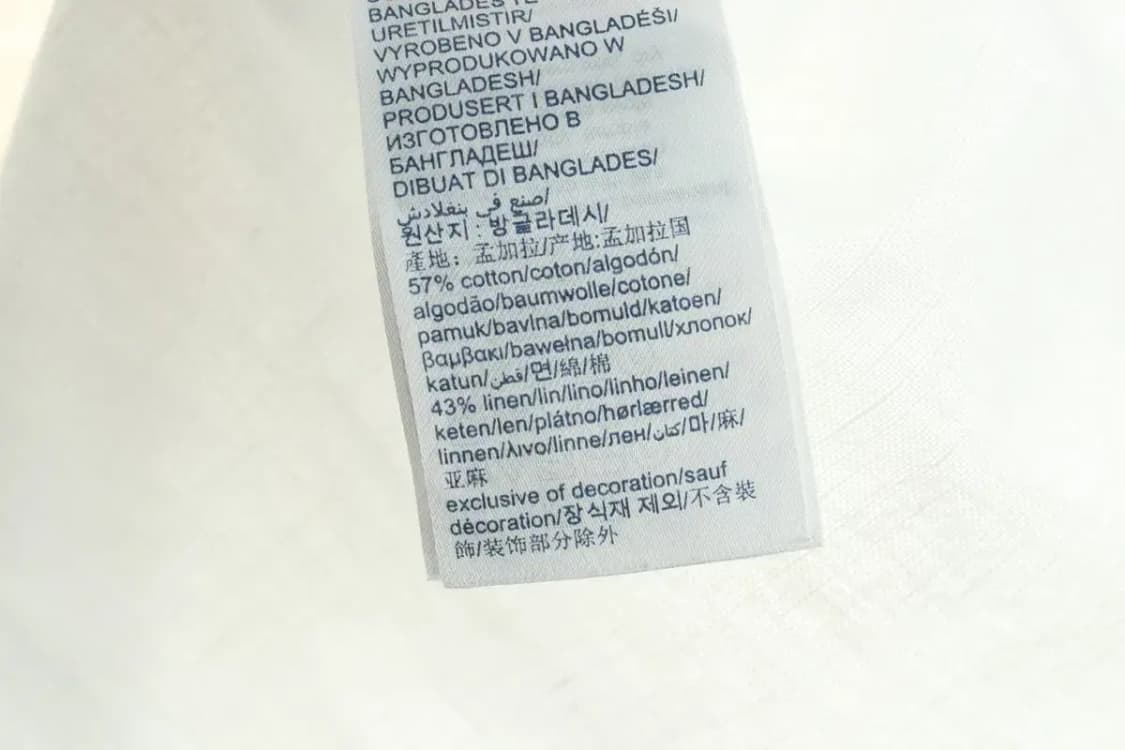 BANGLADEŞTE
URETILMISTIR/
VYROBENO V BANGLADÉŠI/
WYPRODUKOWANO W
BANGLADESH/
PRODUSERT I BANGLADESH/
ИЗГОТОВЛЕНО В
БАНГЛАДЕШ/
DIBUAT DI BANGLADES/
صنع في بنغلادش/
원산지 : 방글라데시/
產地：孟加拉/产地:孟加拉国
57% cotton/coton/algodón/
algodão/baumwolle/cotone/
pamuk/bavlna/bomuld/katoen/
βαμβακι/bawełna/bomull/хлопок/
katun/قطن/면/綿/棉
43% linen/lin/lino/linho/leinen/
keten/len/plátno/hørlærred/
linnen/λινο/linne/лен/كتان/마/麻/
亚麻
exclusive of decoration/sauf
décoration/장식재 제외/不含裝
飾/装饰部分除外